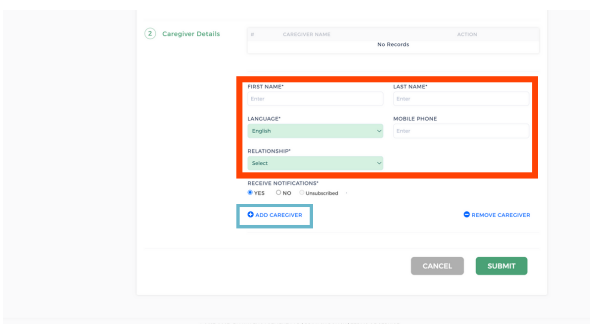 2 Caregiver Details
# CAREGIVER NAME ACTION
No Records
FIRST NAME* LAST NAME*
Enter Enter
LANGUAGE* MOBILE PHONE
English Enter
RELATIONSHIP*
Select
RECEIVE NOTIFICATIONS*
YES NO Unsubscribed
ADD CAREGIVER REMOVE CAREGIVER
CANCEL SUBMIT